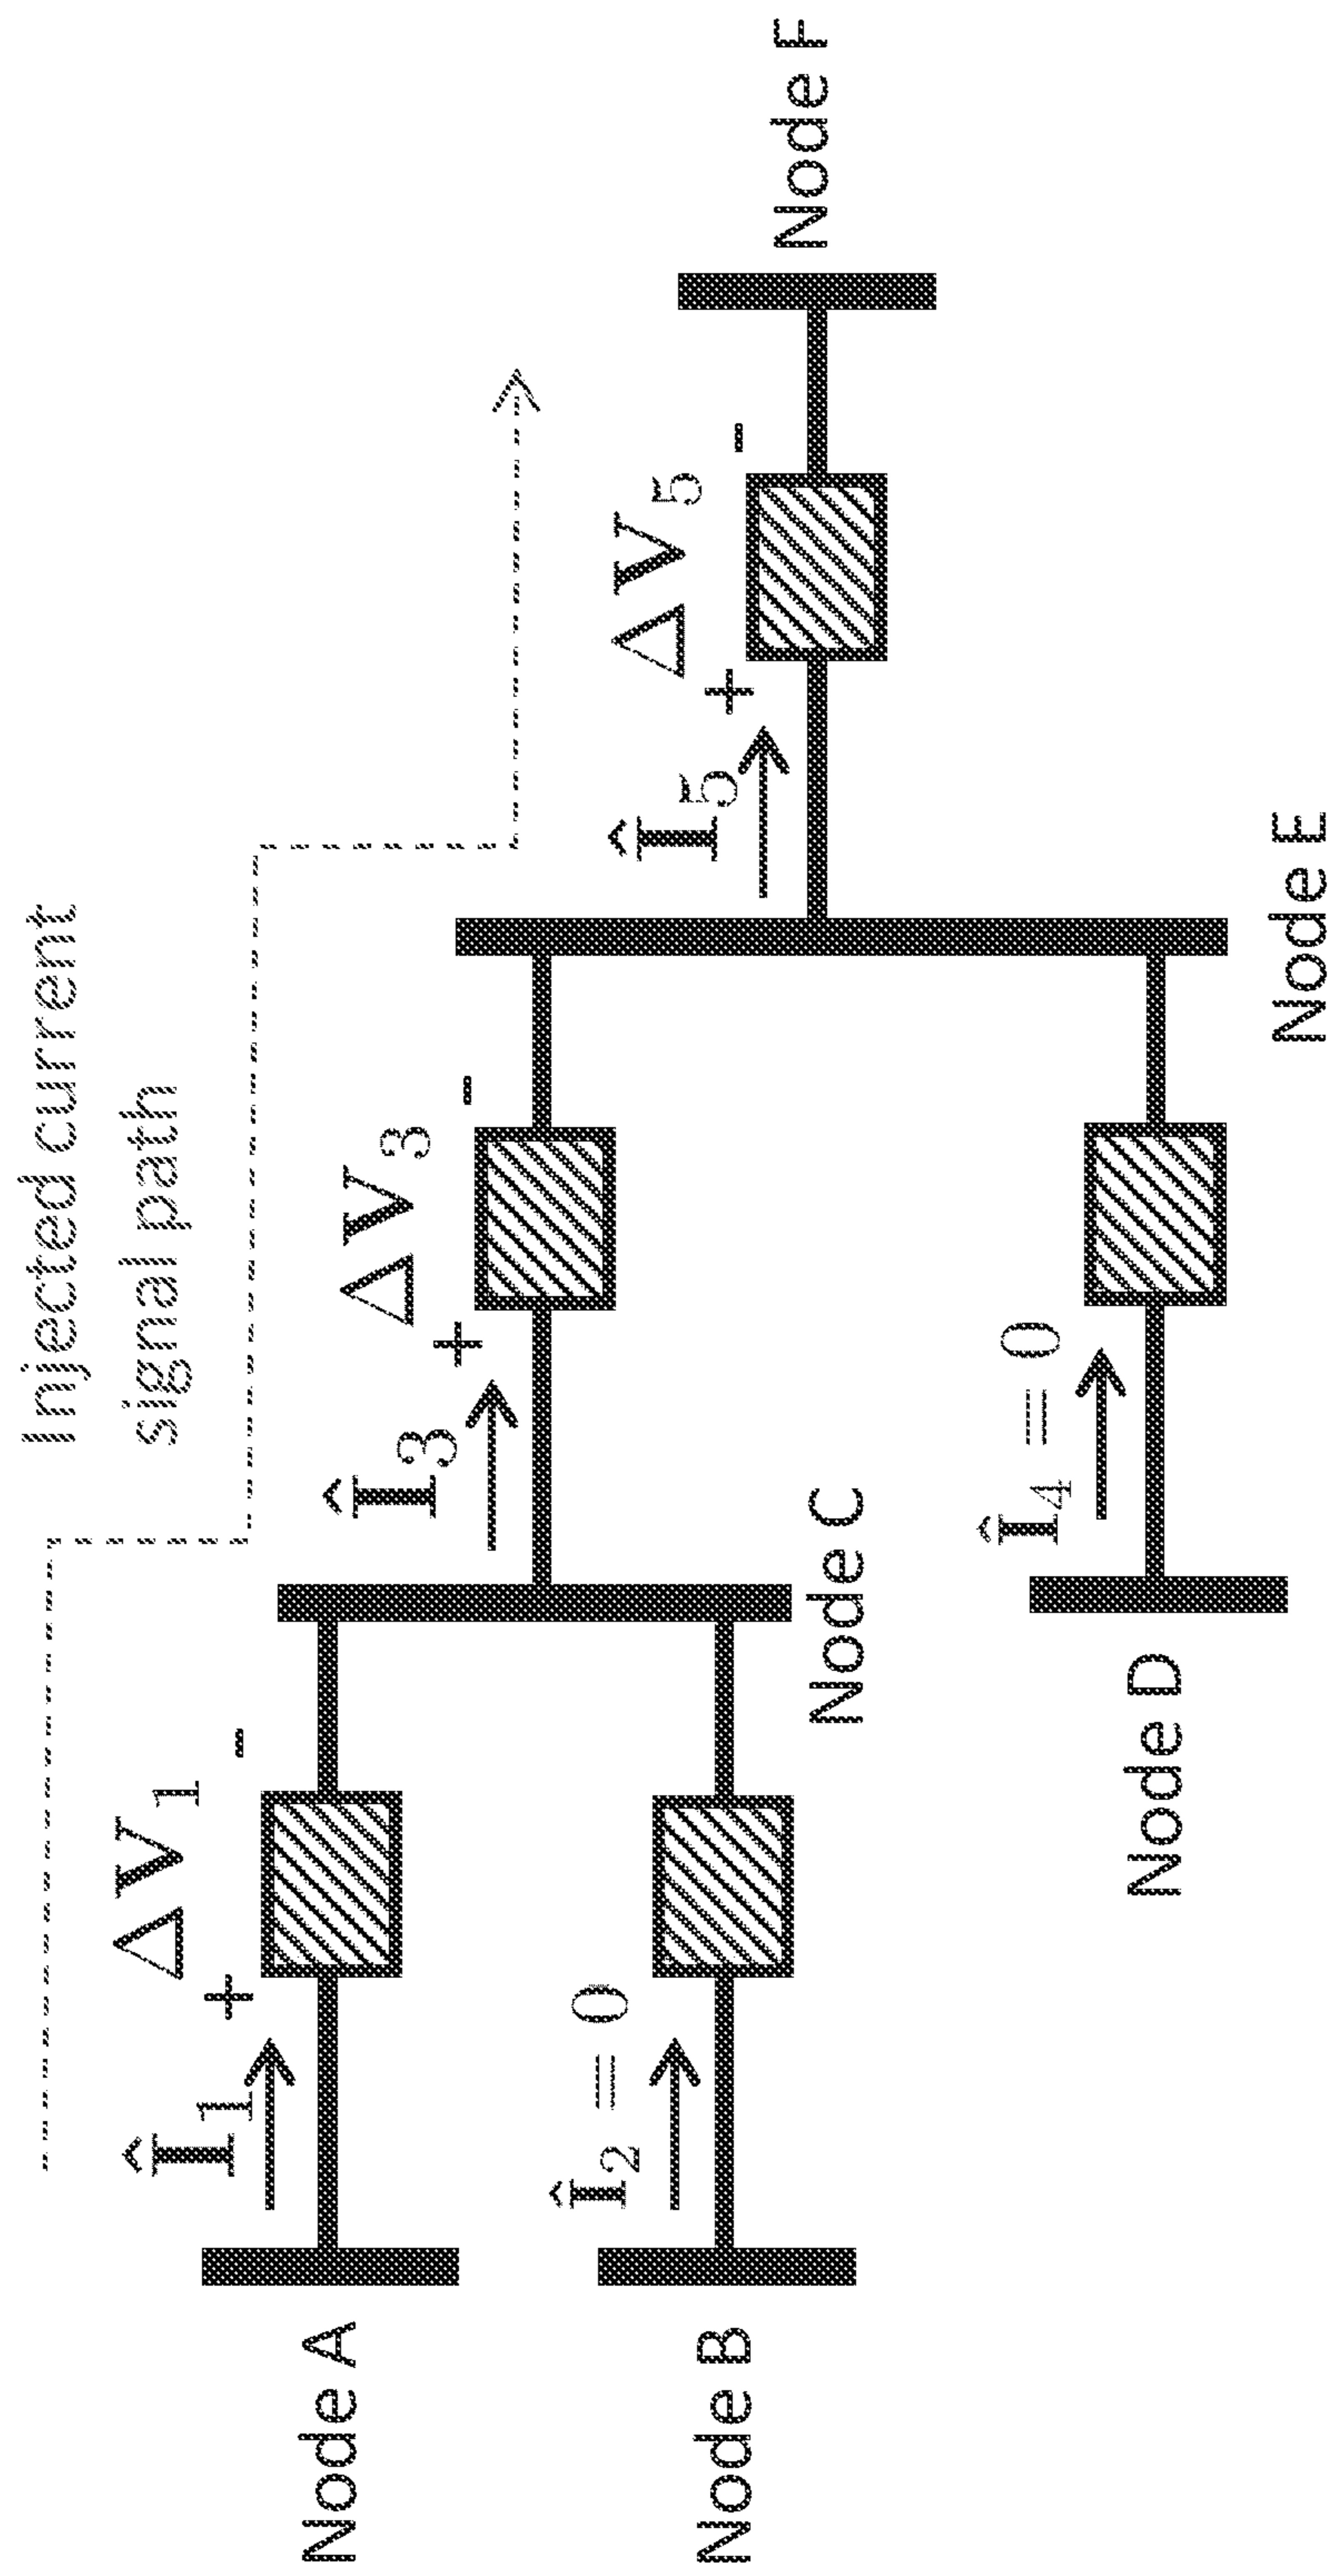 Injected current
signal path
ΔV₁
+ -
Î₁
Node A
ΔV₃
+ -
Î₃
Î₂ = 0
Node B
Node C
ΔV₅
+ -
Î₅
Node F
Î₄ = 0
Node D
Node E